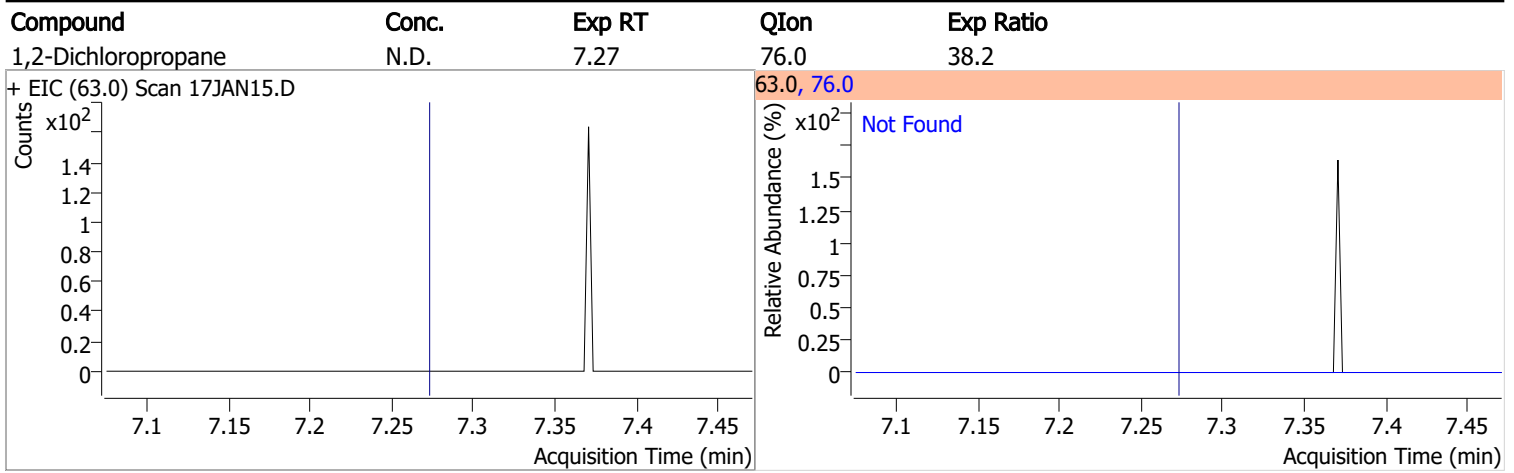 Compound Conc. Exp RT QIon Exp Ratio
1,2-Dichloropropane N.D. 7.27 76.0 38.2
+ EIC (63.0) Scan 17JAN15.D
Counts
x10²
1.4
1.2
1
0.8
0.6
0.4
0.2
0
7.1 7.15 7.2 7.25 7.3 7.35 7.4 7.45
Acquisition Time (min)
63.0, 76.0
Relative Abundance (%)
x10²
Not Found
1.5
1.25
1
0.75
0.5
0.25
0
7.1 7.15 7.2 7.25 7.3 7.35 7.4 7.45
Acquisition Time (min)